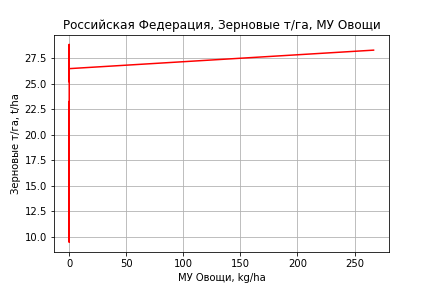 Российская Федерация, Зерновые т/га, МУ Овощи
Зерновые т/га, t/ha
27.5
25.0
22.5
20.0
17.5
15.0
12.5
10.0
0 50 100 150 200 250
МУ Овощи, kg/ha